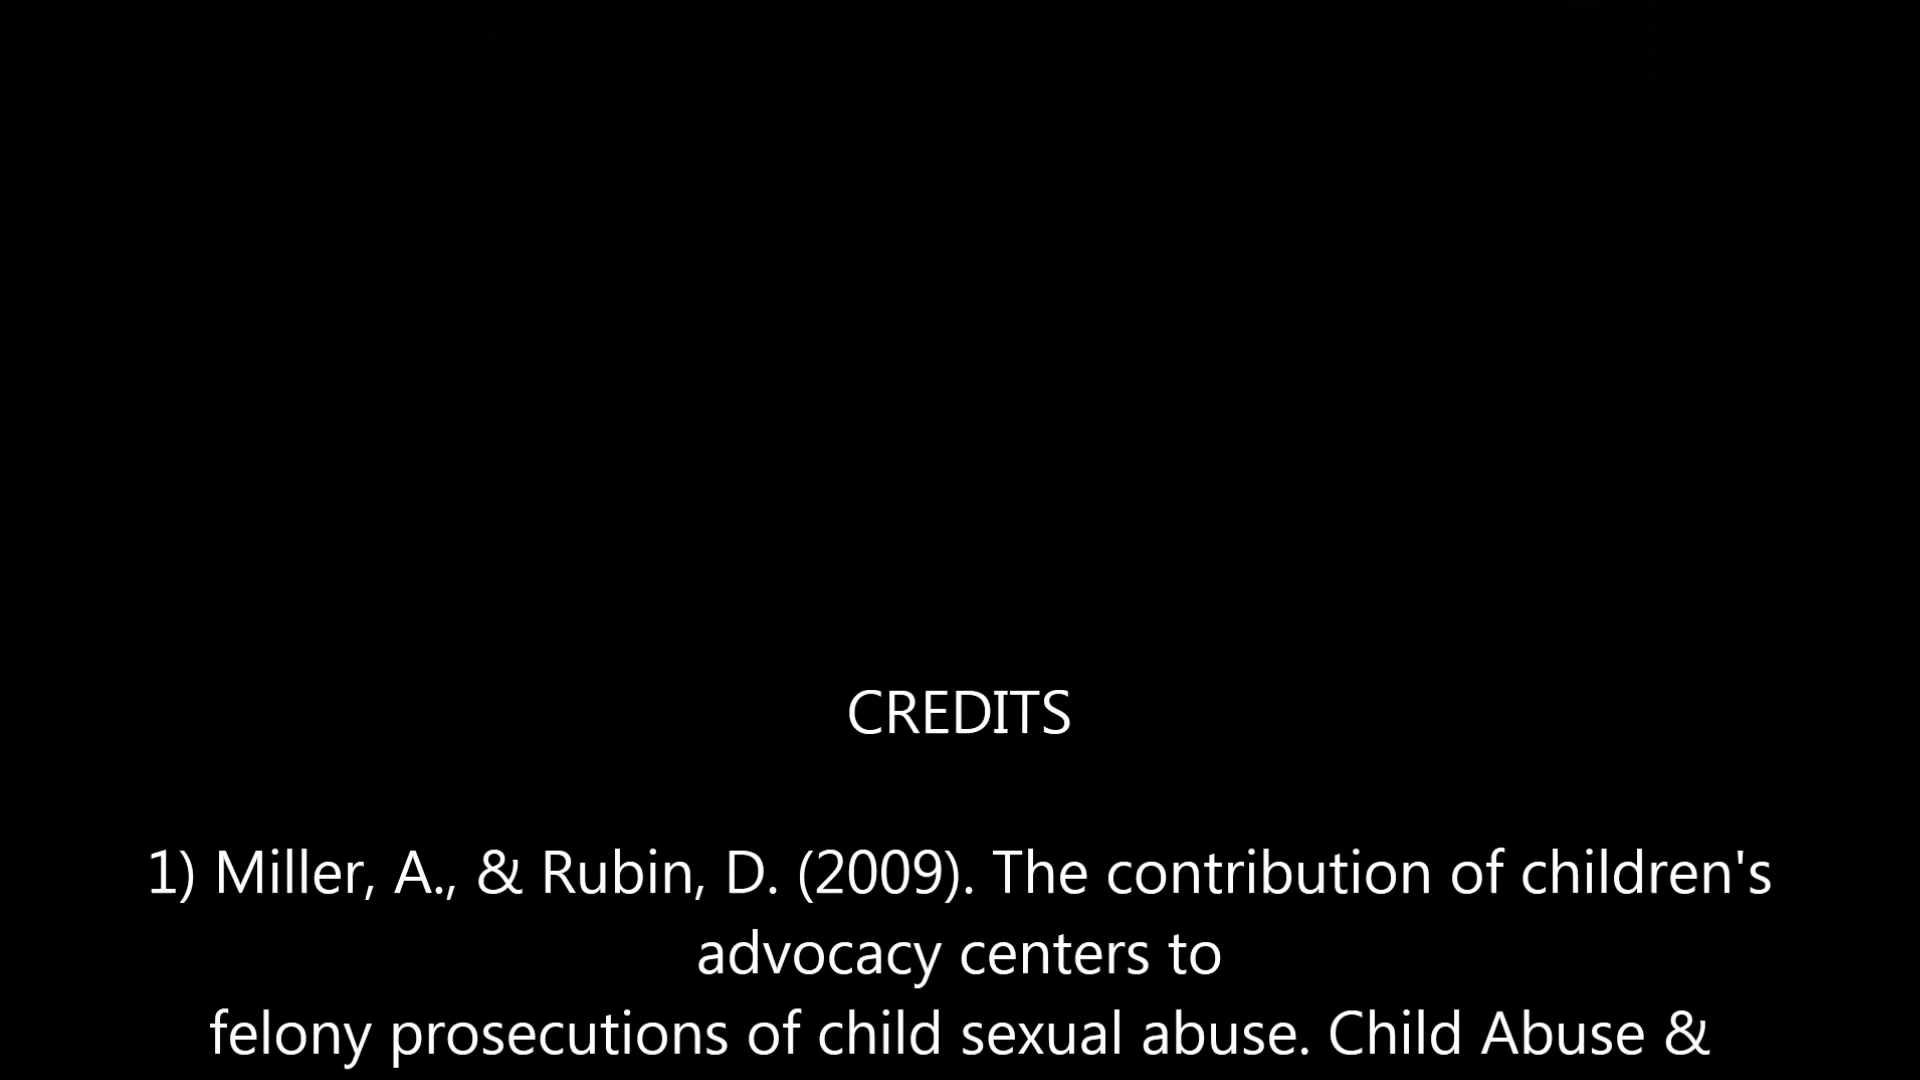 CREDITS
1) Miller, A., & Rubin, D. (2009). The contribution of children's
advocacy centers to
felony prosecutions of child sexual abuse. Child Abuse &